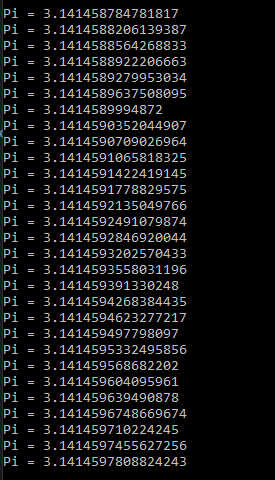 Pi = 3.141458784781817
Pi = 3.1414588206139387
Pi = 3.1414588564268833
Pi = 3.1414588922206663
Pi = 3.1414589279953034
Pi = 3.1414589637508095
Pi = 3.1414589994872
Pi = 3.1414590352044907
Pi = 3.1414590709026964
Pi = 3.1414591065818325
Pi = 3.1414591422419145
Pi = 3.1414591778829575
Pi = 3.1414592135049766
Pi = 3.1414592491079874
Pi = 3.1414592846920044
Pi = 3.1414593202570433
Pi = 3.1414593558031196
Pi = 3.141459391330248
Pi = 3.1414594268384435
Pi = 3.1414594623277217
Pi = 3.141459497798097
Pi = 3.1414595332495856
Pi = 3.141459568682202
Pi = 3.141459604095961
Pi = 3.141459639490878
Pi = 3.1414596748669674
Pi = 3.141459710224245
Pi = 3.1414597455627256
Pi = 3.1414597808824243